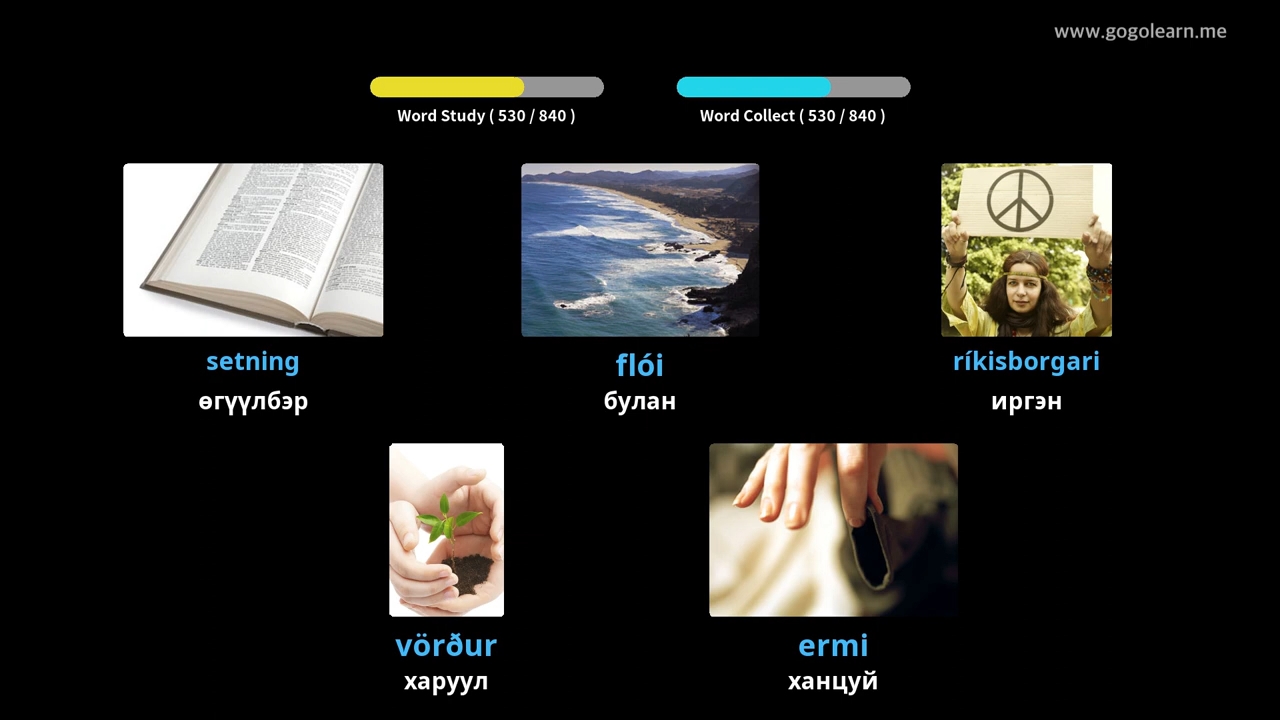 www.gogolearn.me
Word Study ( 530 / 840 )
Word Collect ( 530 / 840 )
setning
өгүүлбэр
flói
булан
ríkisborgari
иргэн
vörður
харуул
ermi
ханцуй